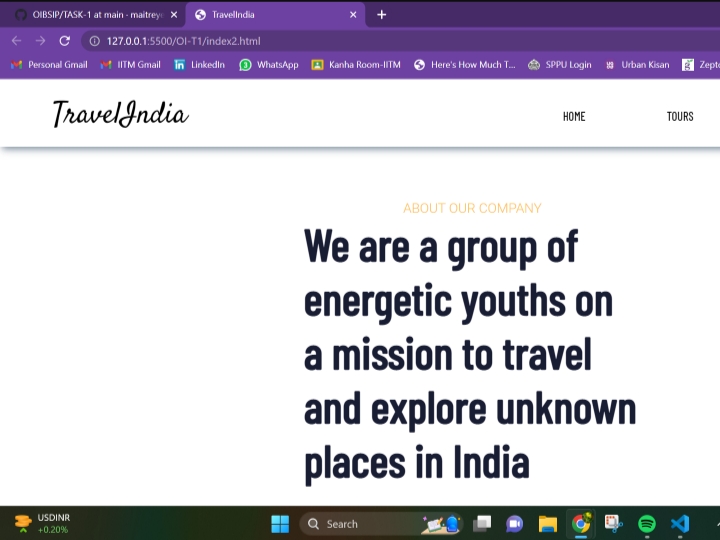 OIBSIP/TASK-1 at main · maitreye
TravelIndia
127.0.0.1:5500/OI-T1/index2.html
Personal Gmail
IITM Gmail
LinkedIn
3
WhatsApp
Kanha Room-IITM
Here's How Much T...
SPPU Login
Urban Kisan
Zepto
TravelIndia
HOME
TOURS
ABOUT OUR COMPANY
We are a group of
energetic youths on
a mission to travel
and explore unknown
places in India
USDINR
+0.20%
Search